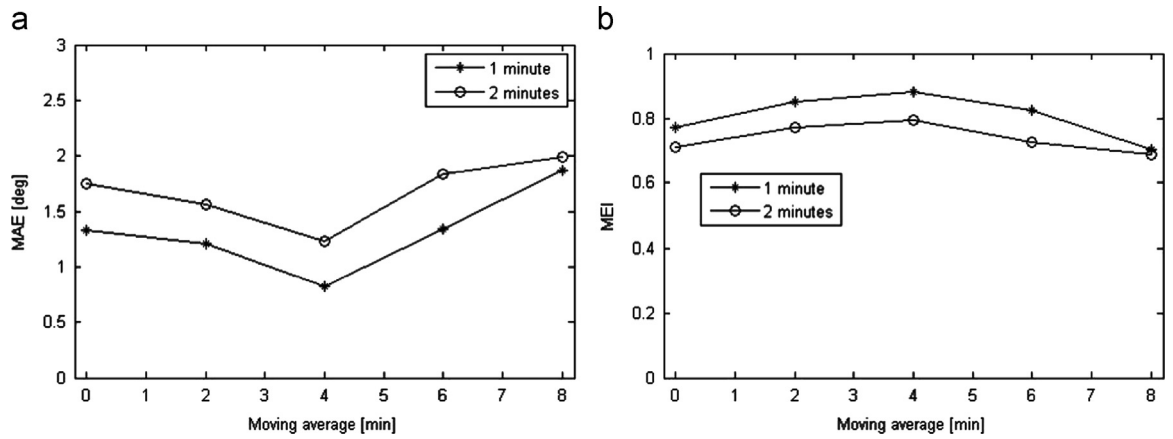 a
3
2.5
2
1.5
1
0.5
0
MAE [deg]
1 minute
2 minutes
0 1 2 3 4 5 6 7 8
Moving average [min]
b
1
0.8
0.6
0.4
0.2
0
MEI
1 minute
2 minutes
0 1 2 3 4 5 6 7 8
Moving average [min]